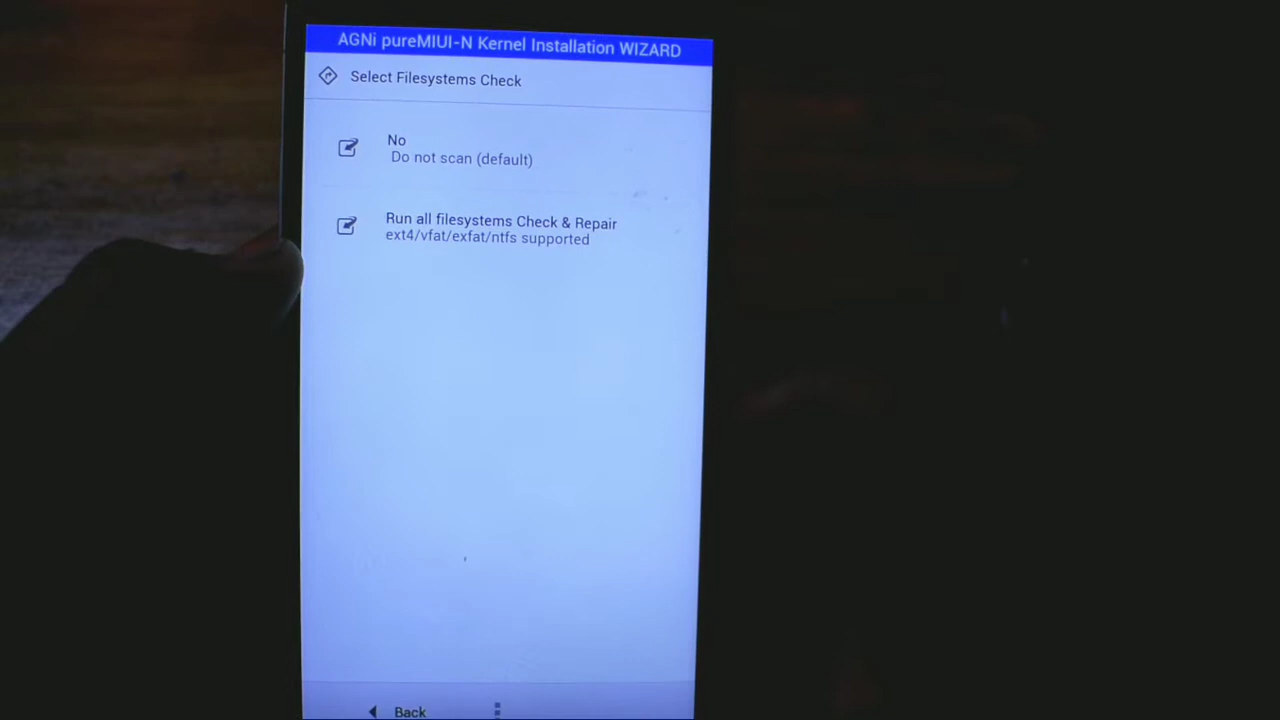 AGNi pureMIUI-N Kernel Installation WIZARD
Select Filesystems Check
No
Do not scan (default)
Run all filesystems Check & Repair
ext4/vfat/exfat/ntfs supported
Back